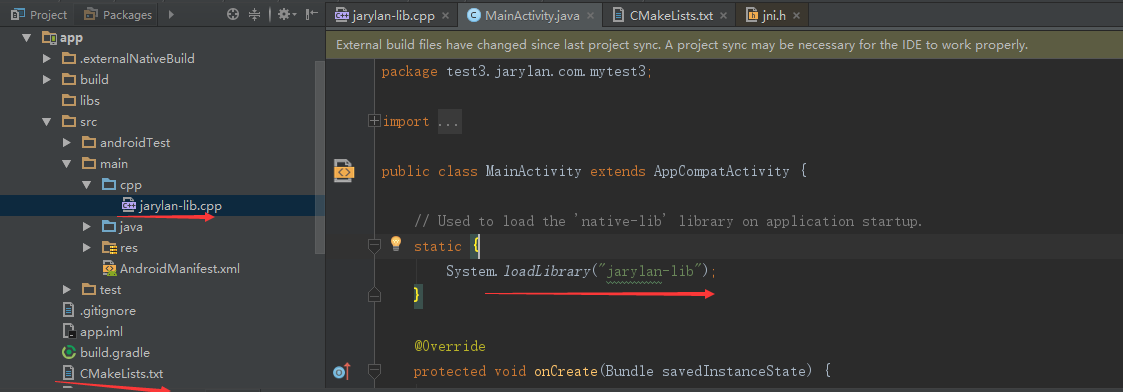 Project
Packages
app
.externalNativeBuild
build
libs
src
androidTest
main
cpp
jarylan-lib.cpp
java
res
AndroidManifest.xml
test
.gitignore
app.iml
build.gradle
CMakeLists.txt
jarylan-lib.cpp × MainActivity.java × CMakeLists.txt × jni.h ×
External build files have changed since last project sync. A project sync may be necessary for the IDE to work properly.
package test3.jarylan.com.mytest3;
import ...
public class MainActivity extends AppCompatActivity {
// Used to load the 'native-lib' library on application startup.
static {
System.loadLibrary("jarylan-lib");
}
@Override
protected void onCreate(Bundle savedInstanceState) {